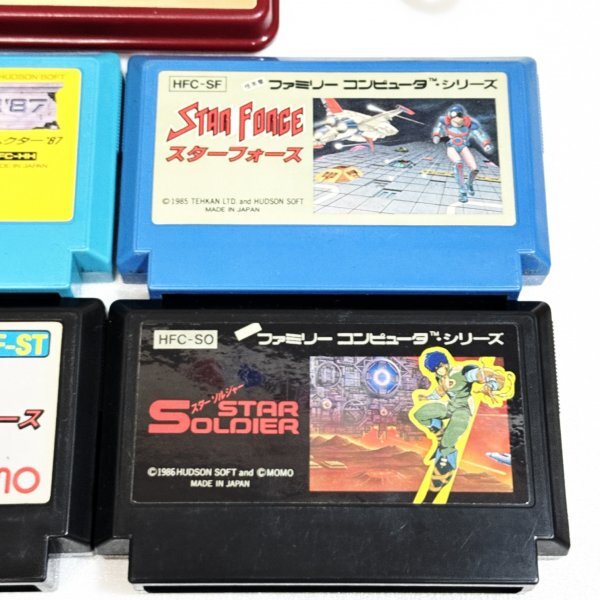 HUDSON SOFT
'87
クター'87
FC-HH
IN JAPAN
HFC-SF
ファミリー コンピュータ™・シリーズ
STAR FORCE
スターフォース
©1985 TEHKAN LTD and HUDSON SOFT
MADE IN JAPAN
F-ST
ース
MO
HFC-SO
ファミリー コンピュータ™・シリーズ
スターソルジャー
STAR
SOLDIER
©1986 HUDSON SOFT and ©MOMO
MADE IN JAPAN